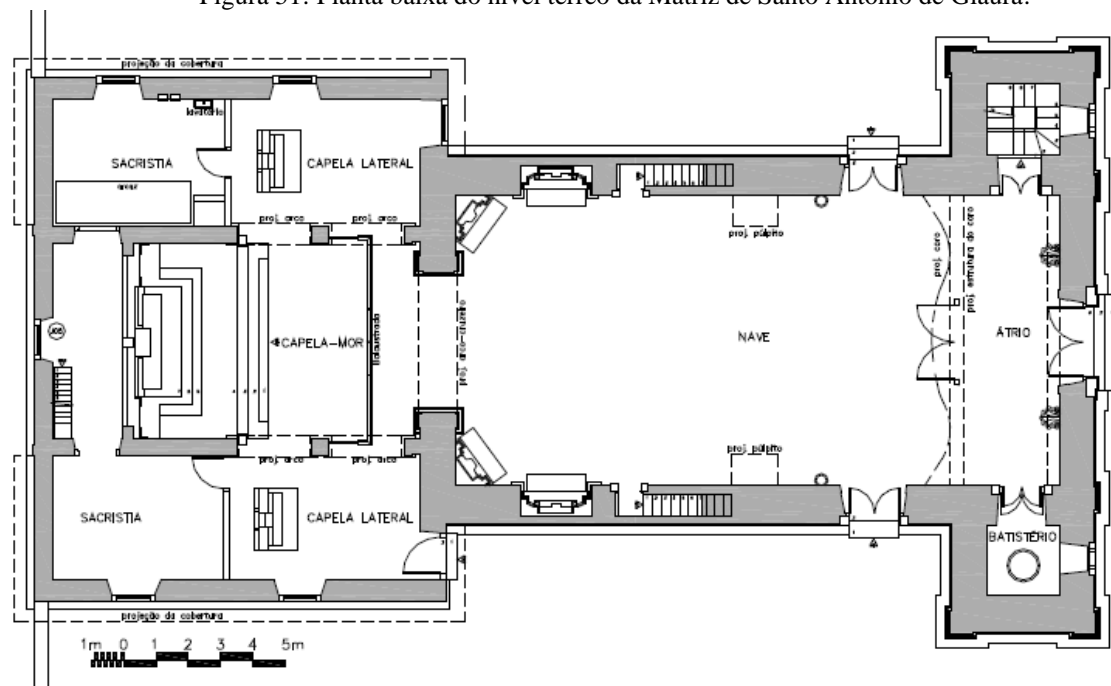 Figura 31: Planta baixa do nível térreo da Matriz de Santo Antônio de Glaura.
projeção da cobertura
lavatório
SACRISTIA
CAPELA LATERAL
arcaz
proj. arco
proj. arco
proj. púlpito
proj. coro
proj. estrutura do coro
CAPELA-MOR
balaustrada
proj. arco-cruzeiro
NAVE
ÁTRIO
proj. arco
proj. arco
proj. púlpito
SACRISTIA
CAPELA LATERAL
BATISTÉRIO
projeção da cobertura
1m 0 1 2 3 4 5m